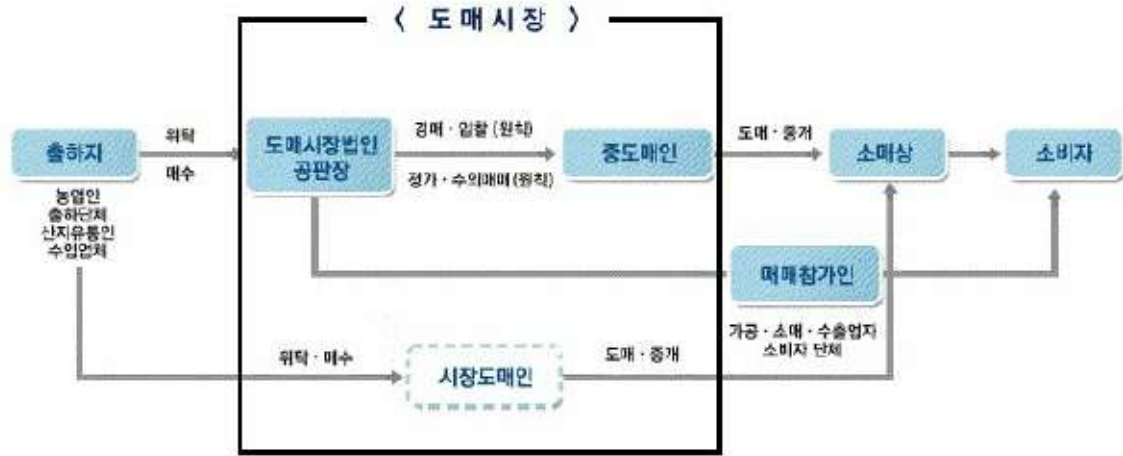 〈 도매시장 〉
출하자
위탁
매수
도매시장법인
공판장
경매 · 입찰 (원칙)
정가 · 수의매매 (원칙)
중도매인
도매 · 중개
소매상
소비자
농업인
출하단체
산지유통인
수입업체
매매참가인
가공 · 소매 · 수출업자
소비자 단체
위탁 · 매수
시장도매인
도매 · 중개